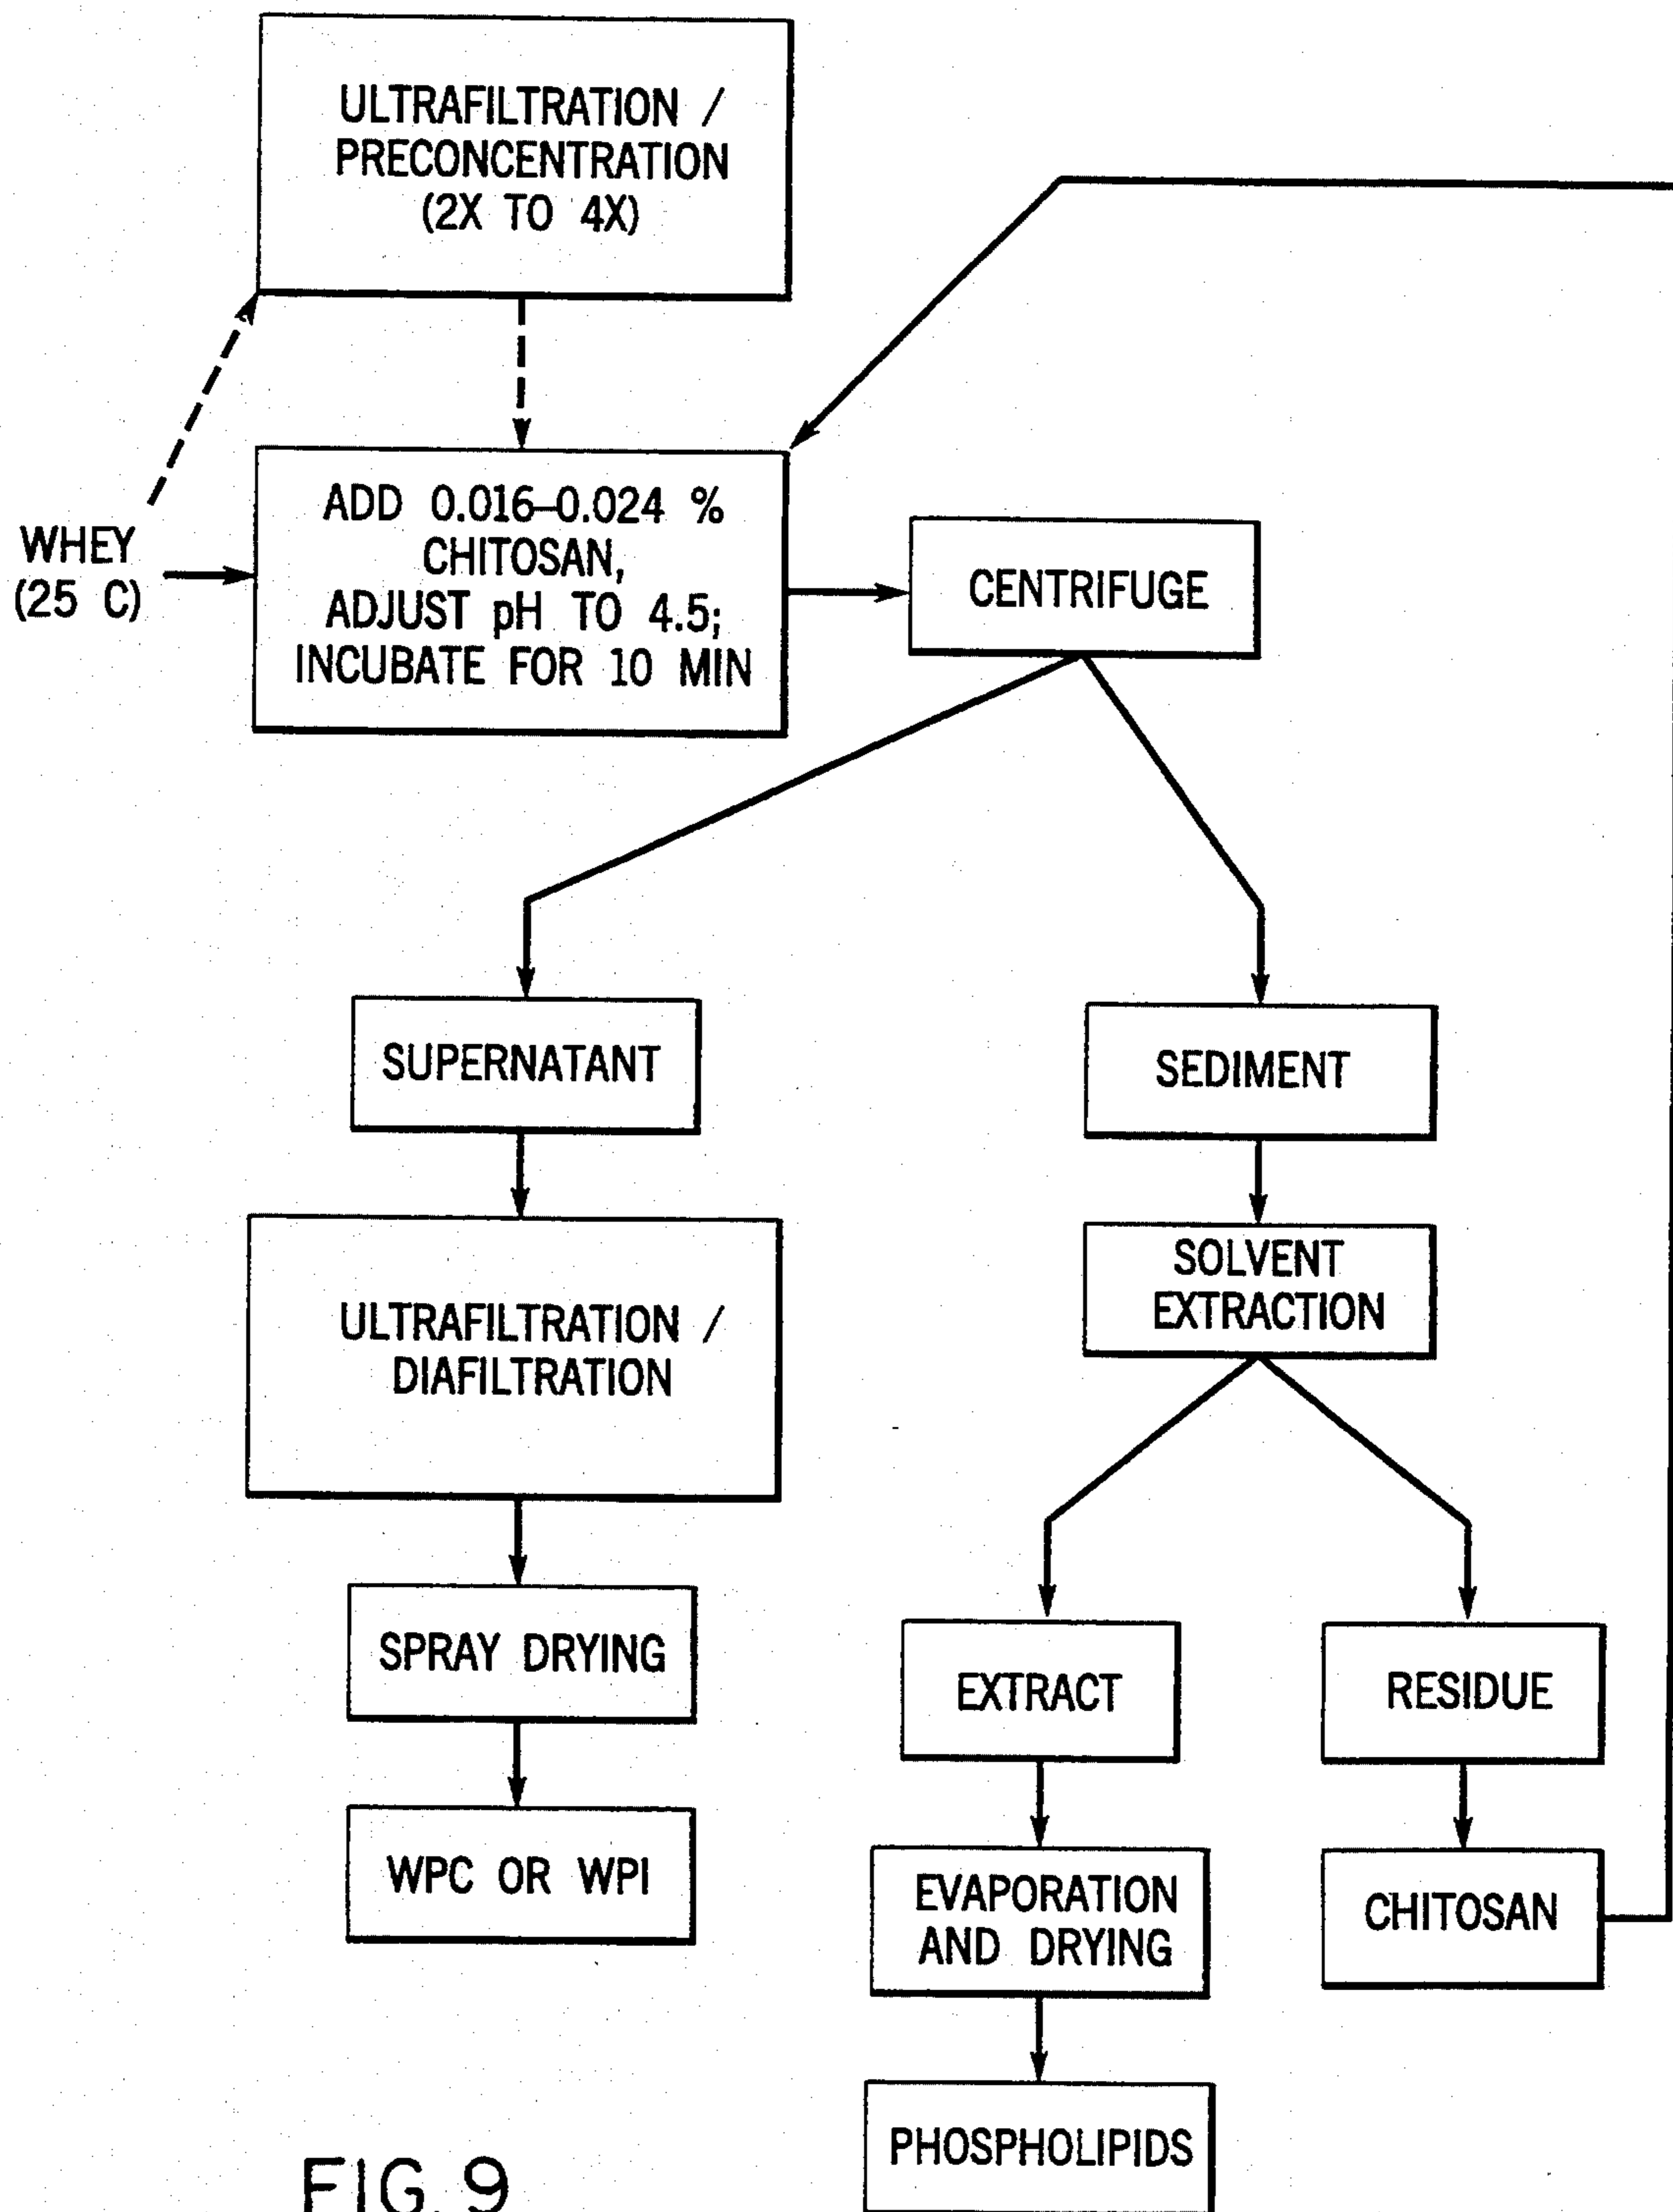 ULTRAFILTRATION /
PRECONCENTRATION
(2X TO 4X)
WHEY
(25 C)
ADD 0.016–0.024 %
CHITOSAN,
ADJUST pH TO 4.5;
INCUBATE FOR 10 MIN
CENTRIFUGE
SUPERNATANT
SEDIMENT
ULTRAFILTRATION /
DIAFILTRATION
SOLVENT
EXTRACTION
SPRAY DRYING
EXTRACT
RESIDUE
WPC OR WPI
EVAPORATION
AND DRYING
CHITOSAN
PHOSPHOLIPIDS
FIG. 9